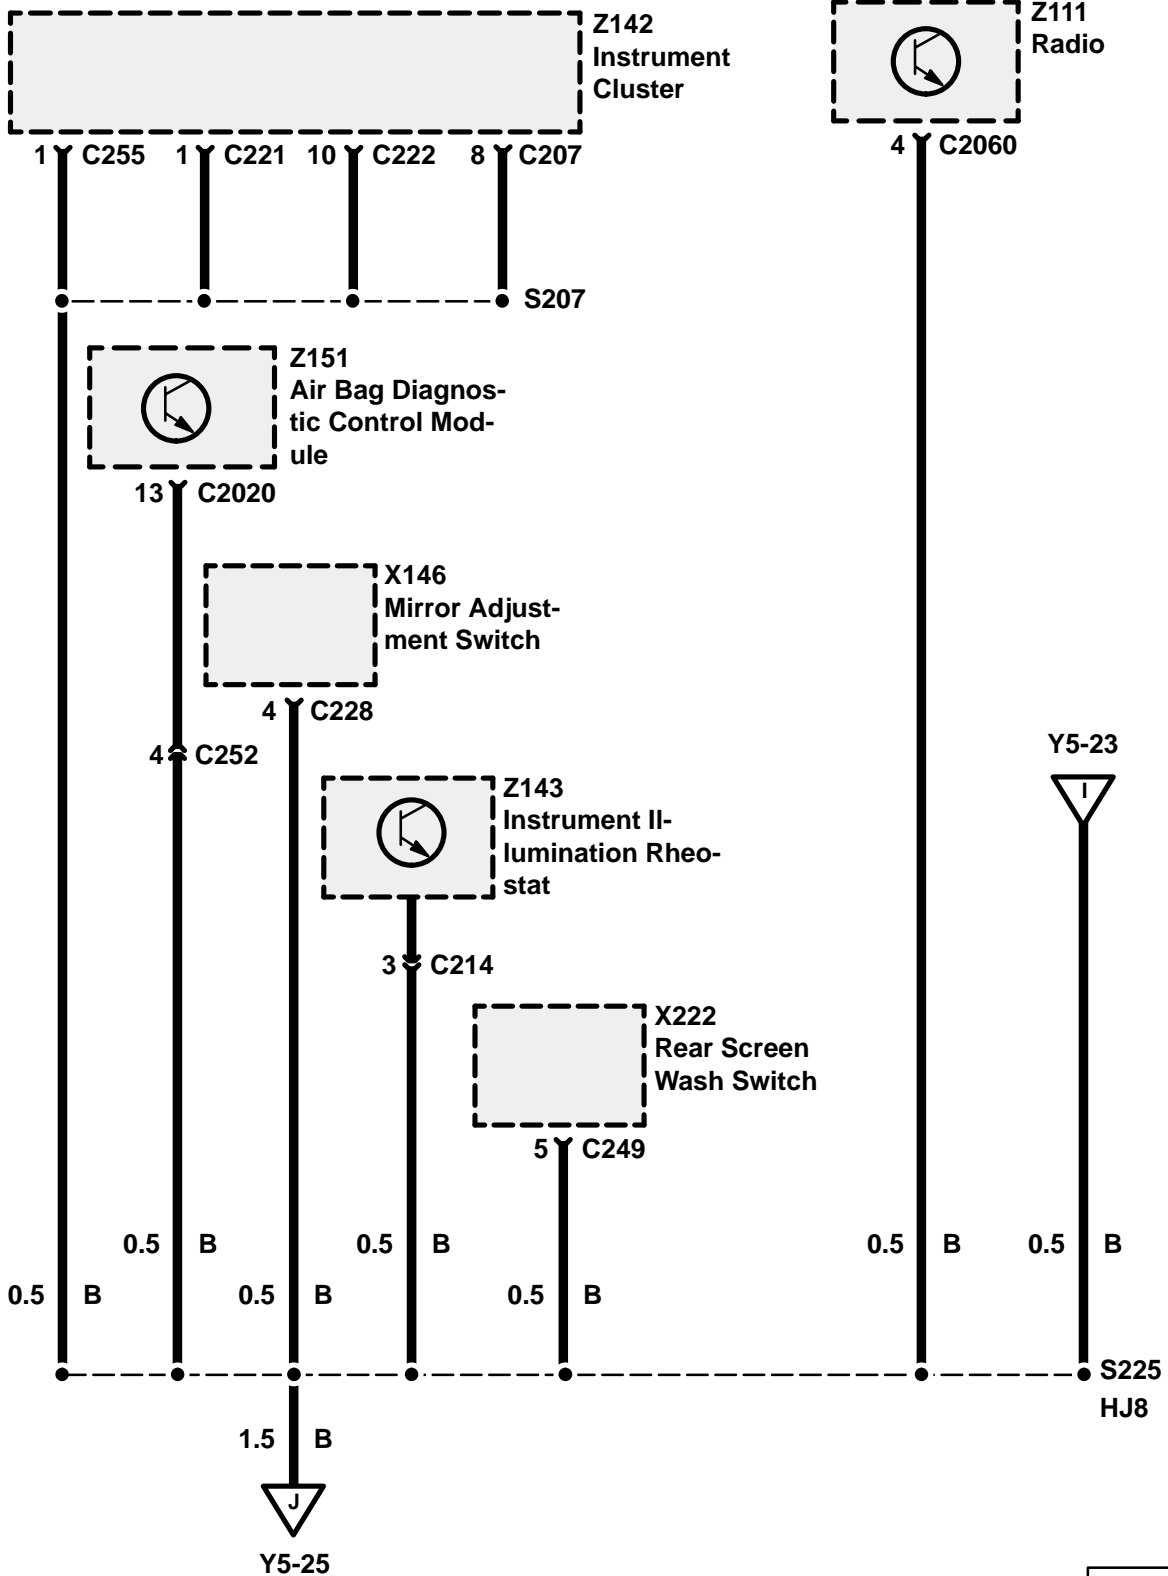 Z142
Instrument
Cluster
Z111
Radio
1 C255 1 C221 10 C222 8 C207
4 C2060
S207
Z151
Air Bag Diagnos-
tic Control Mod-
ule
13 C2020
X146
Mirror Adjust-
ment Switch
4 C228
4 C252
Y5-23
I
Z143
Instrument Il-
lumination Rheo-
stat
3 C214
X222
Rear Screen
Wash Switch
5 C249
0.5 B 0.5 B 0.5 B 0.5 B
0.5 B 0.5 B 0.5 B
S225
HJ8
1.5 B
J
Y5-25